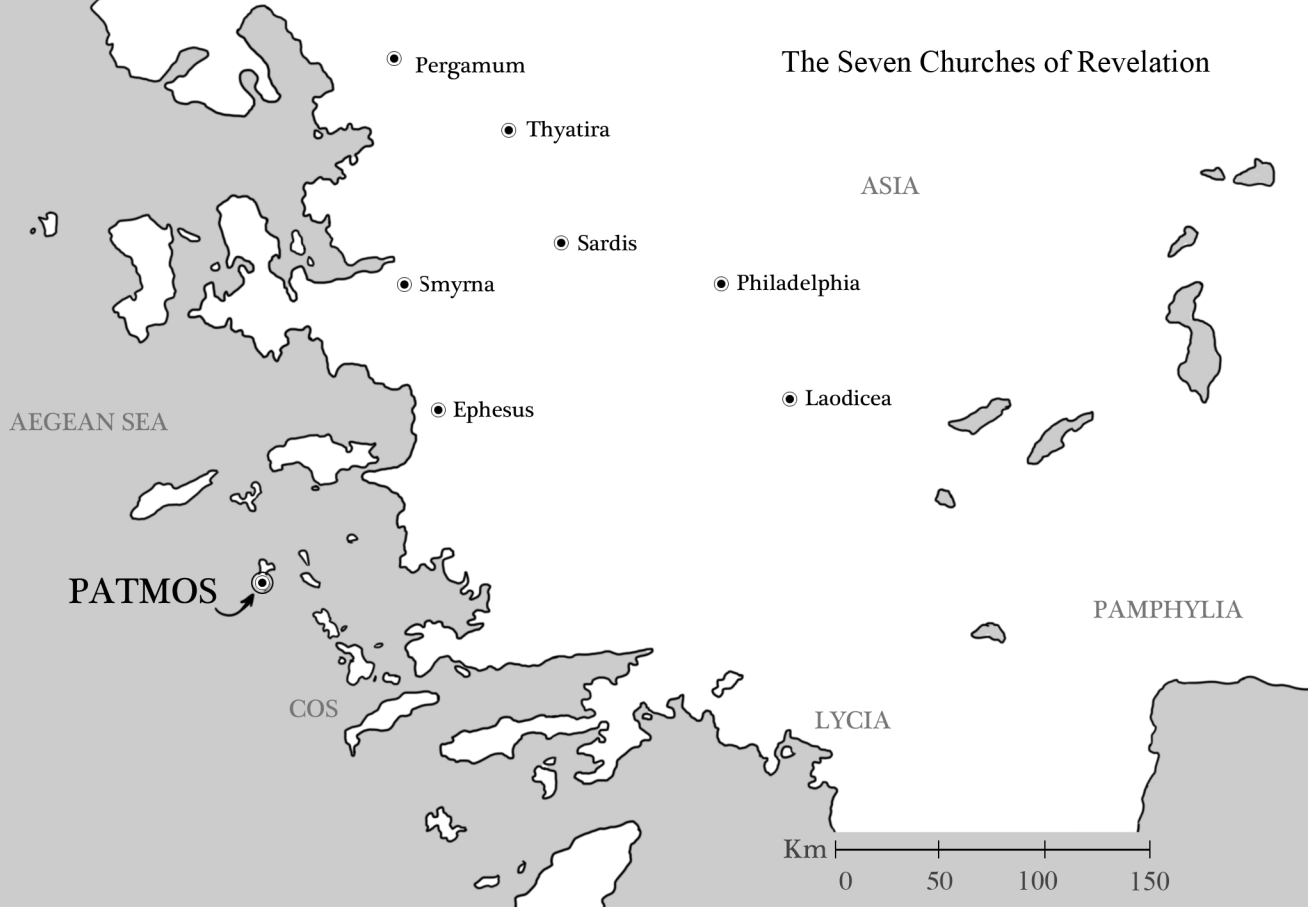 The Seven Churches of Revelation
Pergamum
Thyatira
ASIA
Sardis
Smyrna
Philadelphia
Laodicea
Ephesus
AEGEAN SEA
PATMOS
PAMPHYLIA
COS
LYCIA
Km
0 50 100 150